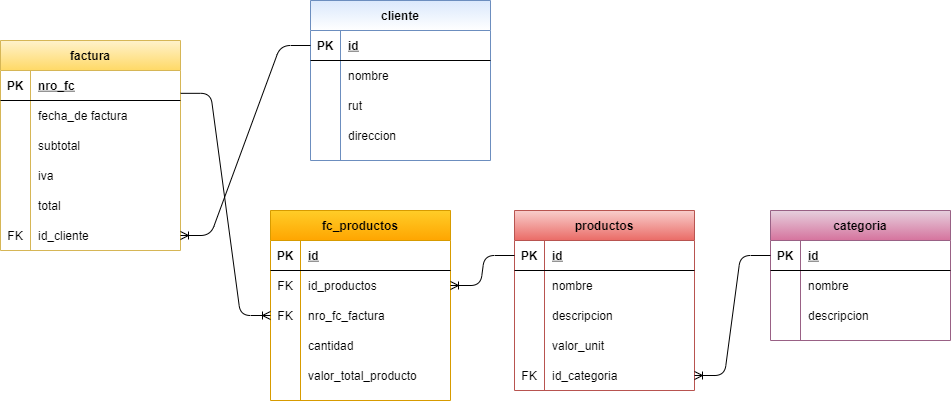 cliente
PK id
nombre
rut
direccion
factura
PK nro_fc
fecha_de factura
subtotal
iva
total
FK id_cliente
fc_productos
PK id
FK id_productos
FK nro_fc_factura
cantidad
valor_total_producto
productos
PK id
nombre
descripcion
valor_unit
FK id_categoria
categoria
PK id
nombre
descripcion